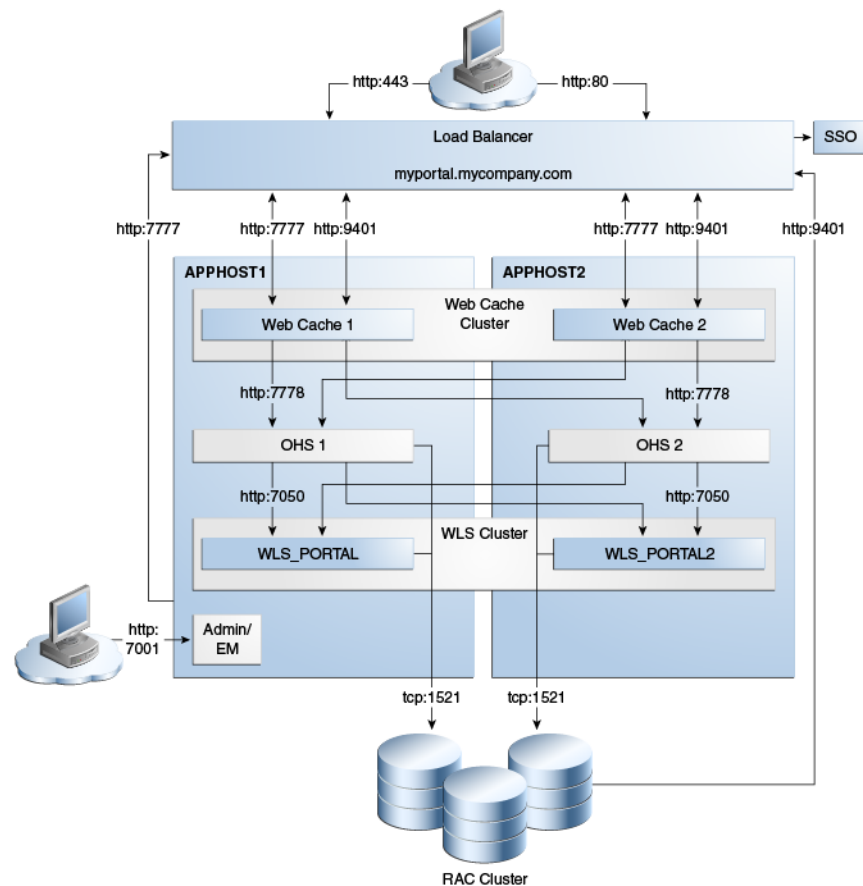 http:443
http:80
Load Balancer
myportal.mycompany.com
SSO
http:7777
http:7777
http:9401
http:7777
http:9401
http:9401
APPHOST1
APPHOST2
Web Cache
Cluster
Web Cache 1
Web Cache 2
http:7778
http:7778
OHS 1
OHS 2
http:7050
http:7050
WLS Cluster
WLS_PORTAL
WLS_PORTAL2
http:
7001
Admin/
EM
tcp:1521
tcp:1521
RAC Cluster